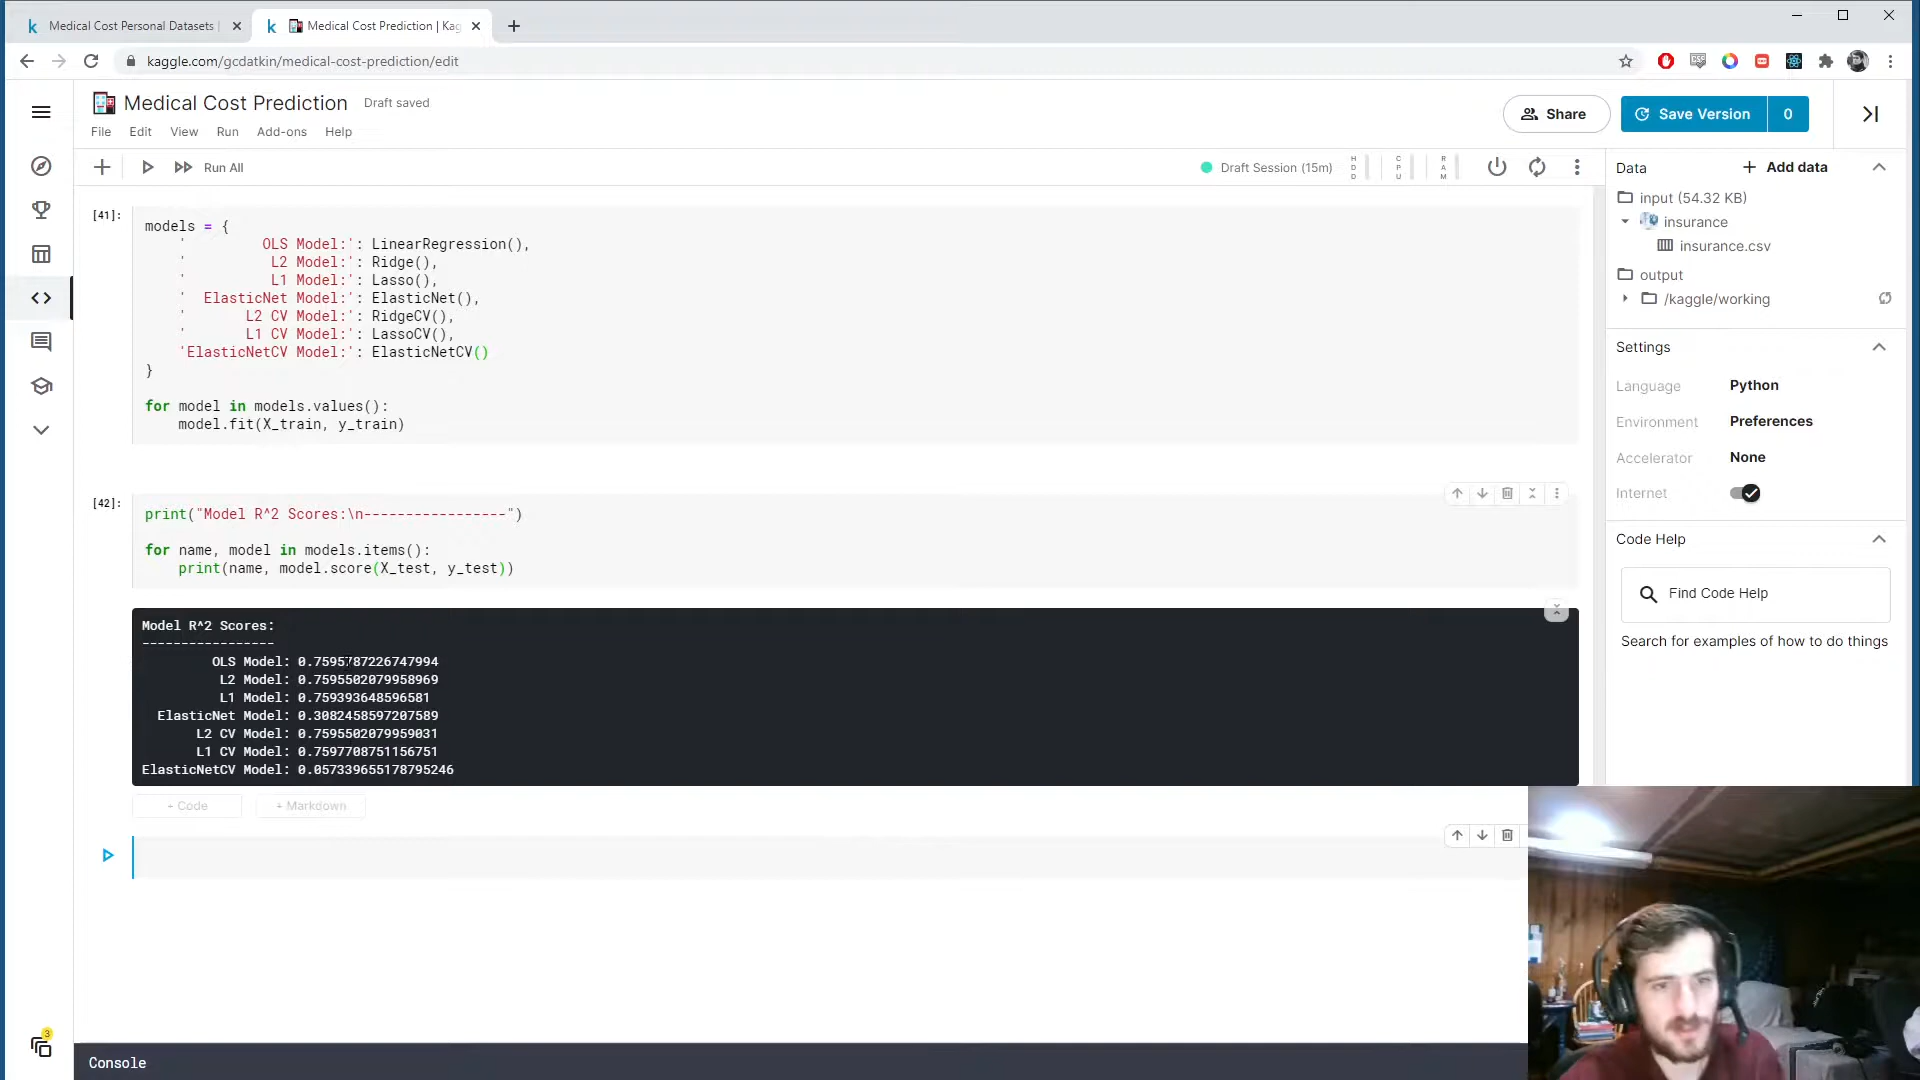 Medical Cost Personal Datasets |
Medical Cost Prediction | Kag
kaggle.com/gcdatkin/medical-cost-prediction/edit
Medical Cost Prediction
Draft saved
File Edit View Run Add-ons Help
Share
Save Version 0
Run All
Draft Session (15m)
HDD
CPU
RAM
[41]:
models = {
'         OLS Model:': LinearRegression(),
'          L2 Model:': Ridge(),
'          L1 Model:': Lasso(),
'  ElasticNet Model:': ElasticNet(),
'       L2 CV Model:': RidgeCV(),
'       L1 CV Model:': LassoCV(),
'ElasticNetCV Model:': ElasticNetCV()
}
for model in models.values():
model.fit(X_train, y_train)
[42]:
print("Model R^2 Scores:\n-----------------")
for name, model in models.items():
print(name, model.score(X_test, y_test))
Model R^2 Scores:
-----------------
OLS Model: 0.7595787226747994
L2 Model: 0.7595502079958969
L1 Model: 0.759393648596581
ElasticNet Model: 0.3082458597207589
L2 CV Model: 0.7595502079959031
L1 CV Model: 0.7597708751156751
ElasticNetCV Model: 0.057339655178795246
+ Code + Markdown
Console
3
Data
+ Add data
input (54.32 KB)
insurance
insurance.csv
output
/kaggle/working
Settings
Language Python
Environment Preferences
Accelerator None
Internet
Code Help
Find Code Help
Search for examples of how to do things